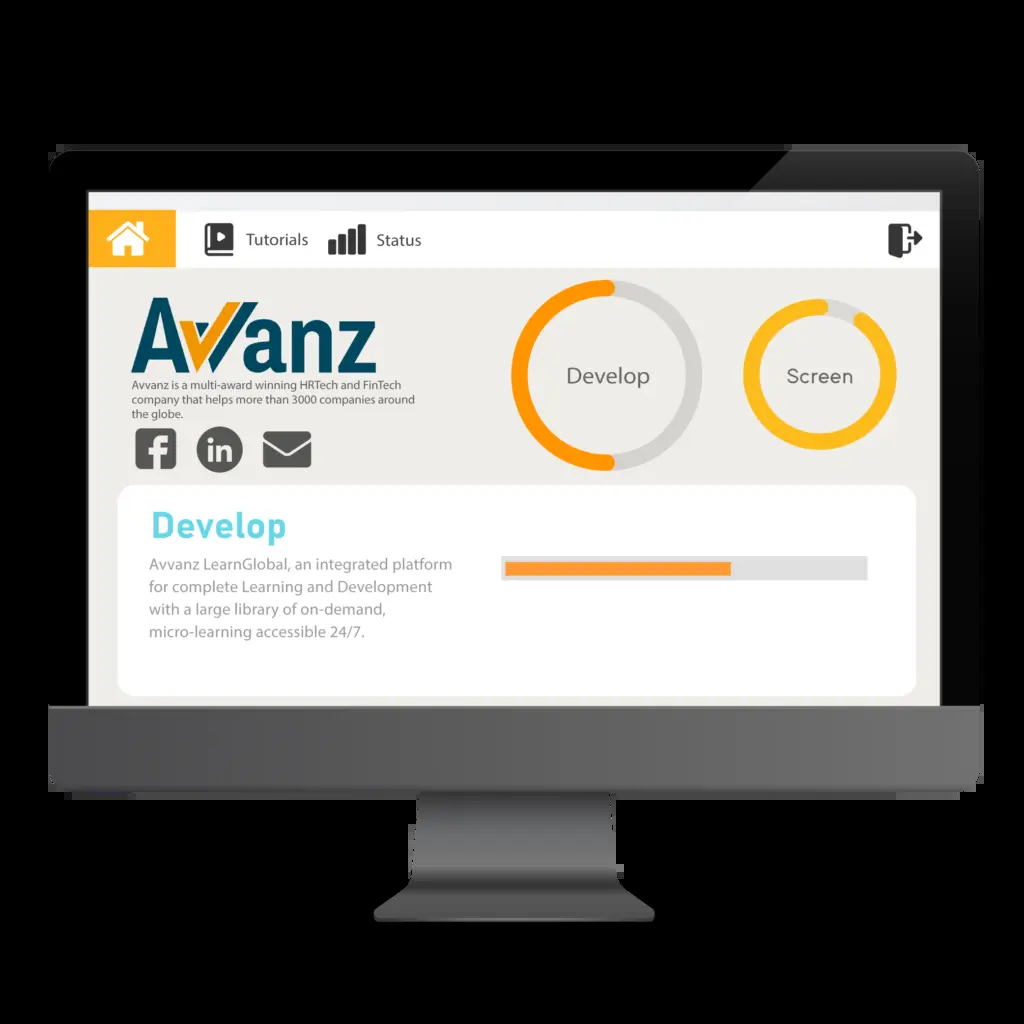 Tutorials
Status
Avvanz
Avvanz is a multi-award winning HRTech and FinTech
company that helps more than 3000 companies around
the globe.
Develop
Screen
Develop
Avvanz LearnGlobal, an integrated platform
for complete Learning and Development
with a large library of on-demand,
micro-learning accessible 24/7.